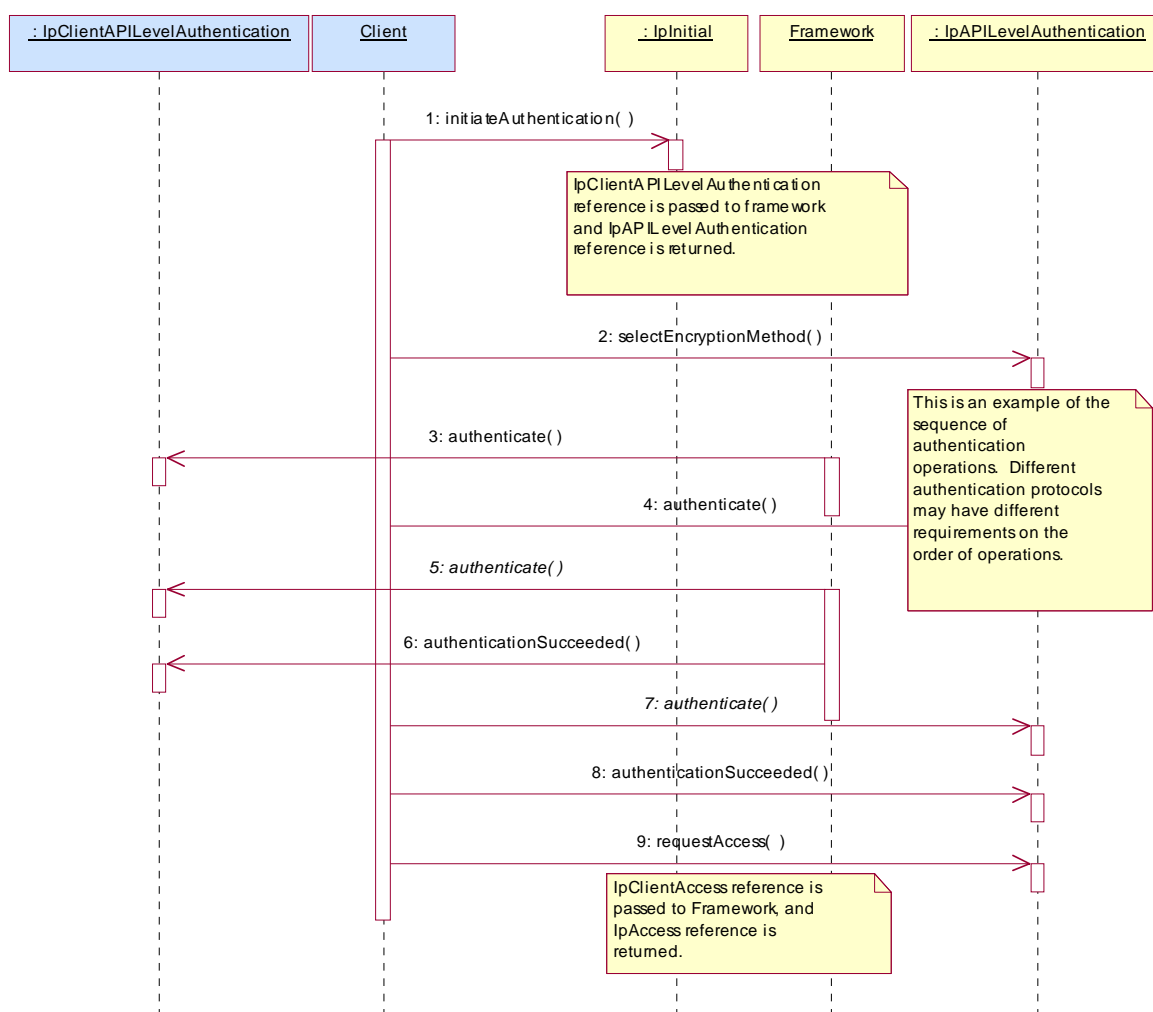 : IpClientAPILevelAuthentication
Client
: IpInitial
Framework
: IpAPILevelAuthentication
1: initiateAuthentication( )
IpClientAPILevelAuthentication
reference is passed to framework
and IpAPILevelAuthentication
reference is returned.
2: selectEncryptionMethod( )
This is an example of the
sequence of
authentication
operations. Different
authentication protocols
may have different
requirements on the
order of operations.
3: authenticate( )
4: authenticate( )
5: authenticate( )
6: authenticationSucceeded( )
7: authenticate( )
8: authenticationSucceeded( )
9: requestAccess( )
IpClientAccess reference is
passed to Framework, and
IpAccess reference is
returned.